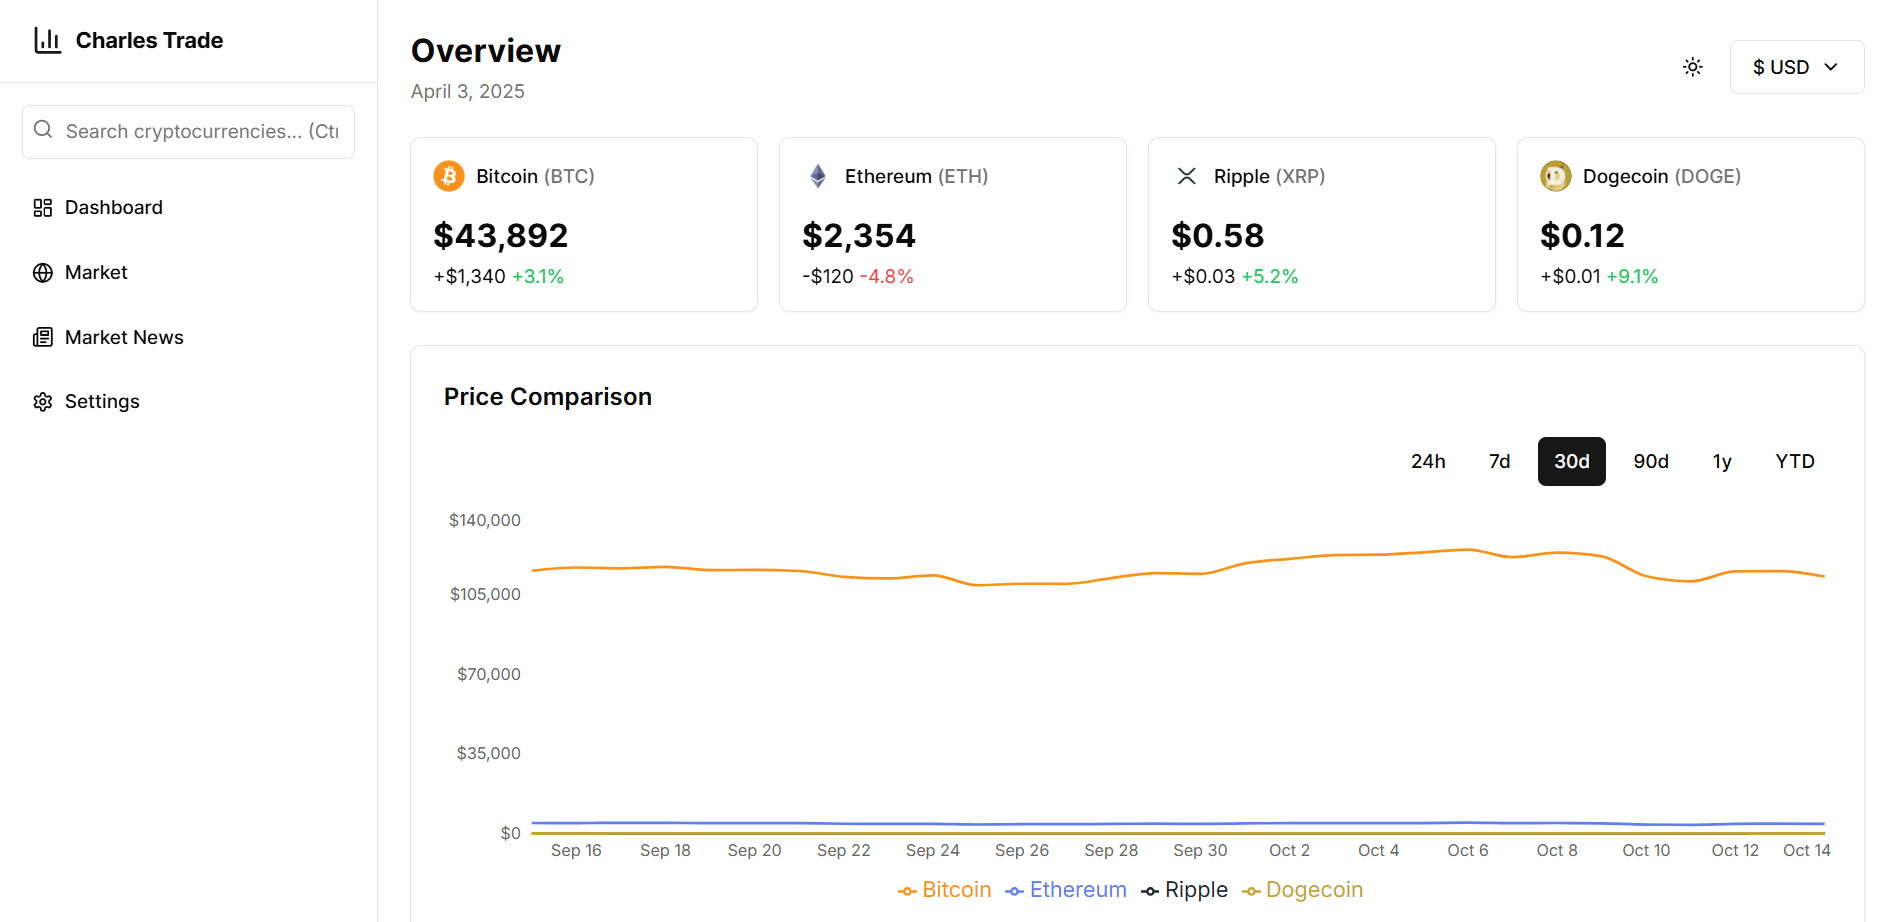 Charles Trade
Search cryptocurrencies... (Ctr
Dashboard
Market
Market News
Settings
Overview
April 3, 2025
$ USD
Bitcoin (BTC)
$43,892
+$1,340 +3.1%
Ethereum (ETH)
$2,354
-$120 -4.8%
Ripple (XRP)
$0.58
+$0.03 +5.2%
Dogecoin (DOGE)
$0.12
+$0.01 +9.1%
Price Comparison
24h 7d 30d 90d 1y YTD
$140,000
$105,000
$70,000
$35,000
$0
Sep 16 Sep 18 Sep 20 Sep 22 Sep 24 Sep 26 Sep 28 Sep 30 Oct 2 Oct 4 Oct 6 Oct 8 Oct 10 Oct 12 Oct 14
Bitcoin Ethereum Ripple Dogecoin